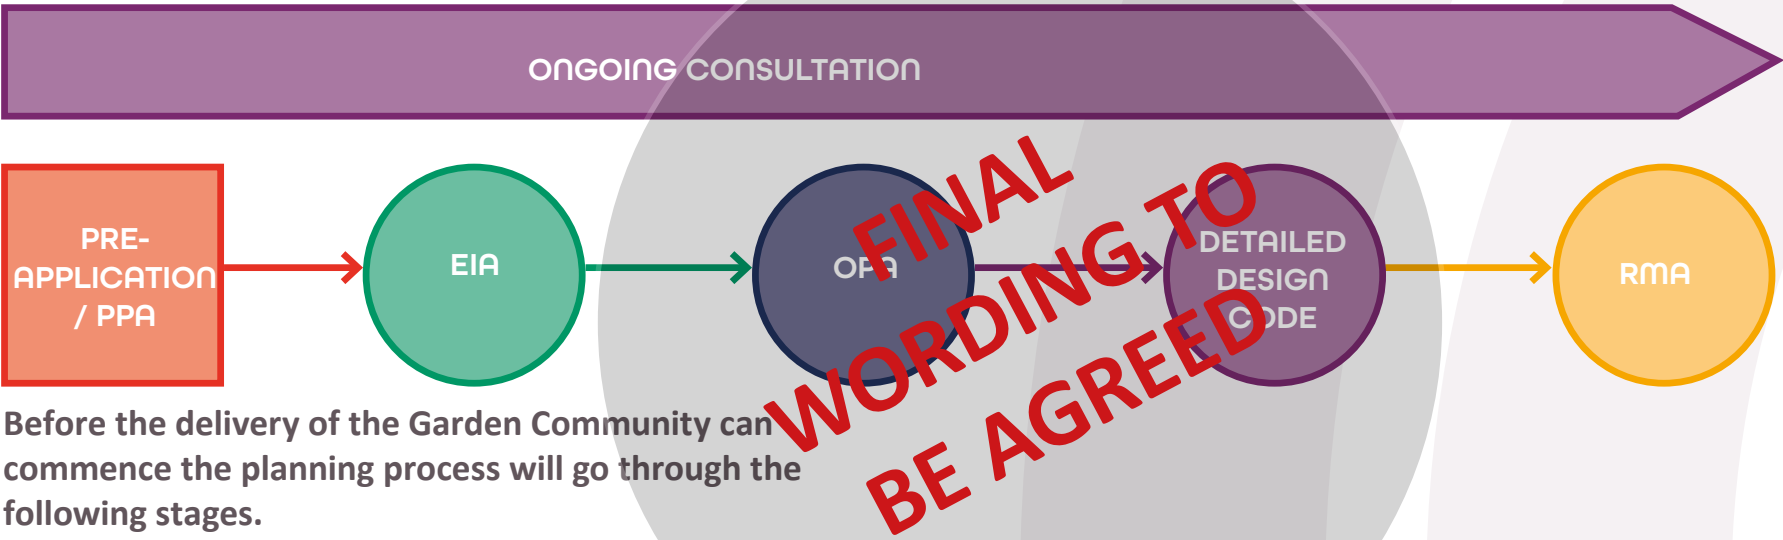 ONGOING CONSULTATION
PRE-
APPLICATION
/ PPA
EIA
OPA
DETAILED
DESIGN
CODE
RMA
FINAL
WORDING TO
BE AGREED
Before the delivery of the Garden Community can
commence the planning process will go through the
following stages.